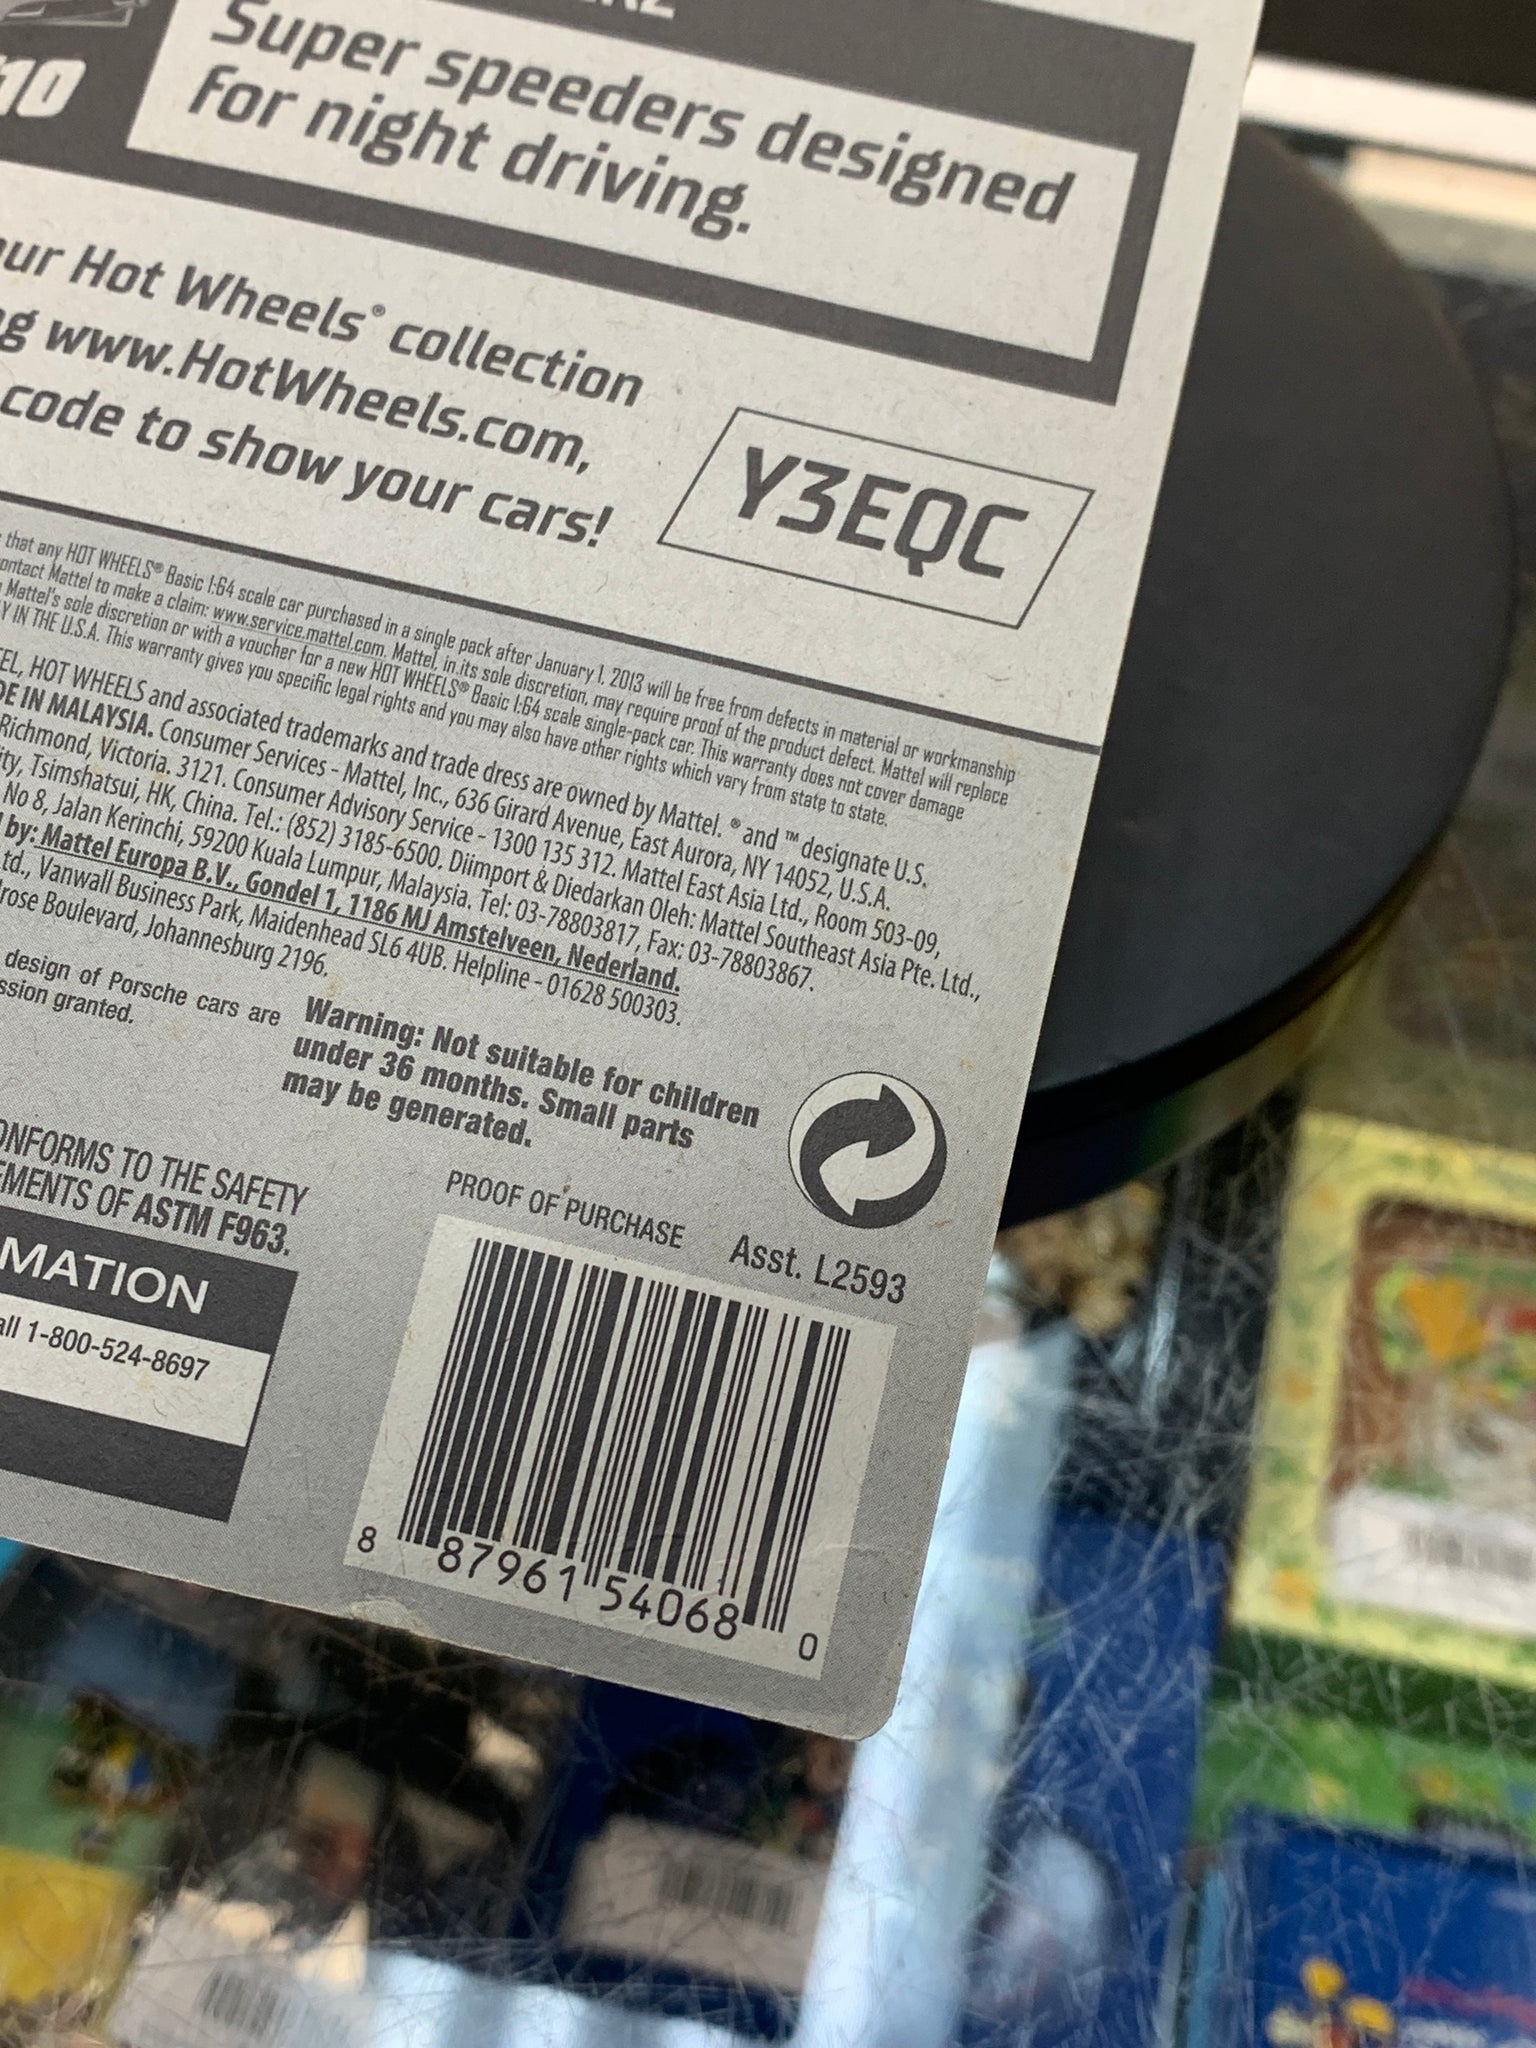 10
Super speeders designed
for night driving.
ur Hot Wheels® collection
g www.HotWheels.com,
code to show your cars!
Y3EQC
that any HOT WHEELS® Basic 1:64 scale car purchased in a single pack after January 1, 2013 will be free from defects in material or workmanship
ontact Mattel to make a claim: www.service.mattel.com. Mattel, in its sole discretion, may require proof of the product defect. Mattel will replace
Mattel's sole discretion or with a voucher for a new HOT WHEELS® Basic 1:64 scale single-pack car. This warranty does not cover damage
Y IN THE U.S.A. This warranty gives you specific legal rights and you may also have other rights which vary from state to state.
EL, HOT WHEELS and associated trademarks and trade dress are owned by Mattel. ® and ™ designate U.S.
DE IN MALAYSIA. Consumer Services - Mattel, Inc., 636 Girard Avenue, East Aurora, NY 14052, U.S.A.
Richmond, Victoria. 3121. Consumer Advisory Service - 1300 135 312. Mattel East Asia Ltd., Room 503-09,
ity, Tsimshatsui, HK, China. Tel.: (852) 3185-6500. Diimport & Diedarkan Oleh: Mattel Southeast Asia Pte. Ltd.,
No 8, Jalan Kerinchi, 59200 Kuala Lumpur, Malaysia. Tel: 03-78803817, Fax: 03-78803867.
by: Mattel Europa B.V., Gondel 1, 1186 MJ Amstelveen, Nederland.
td., Vanwall Business Park, Maidenhead SL6 4UB. Helpline - 01628 500303.
rose Boulevard, Johannesburg 2196.
design of Porsche cars are
ssion granted.
Warning: Not suitable for children
under 36 months. Small parts
may be generated.
ONFORMS TO THE SAFETY
EMENTS OF ASTM F963.
MATION
all 1-800-524-8697
PROOF OF PURCHASE
Asst. L2593
8 87961 54068 0